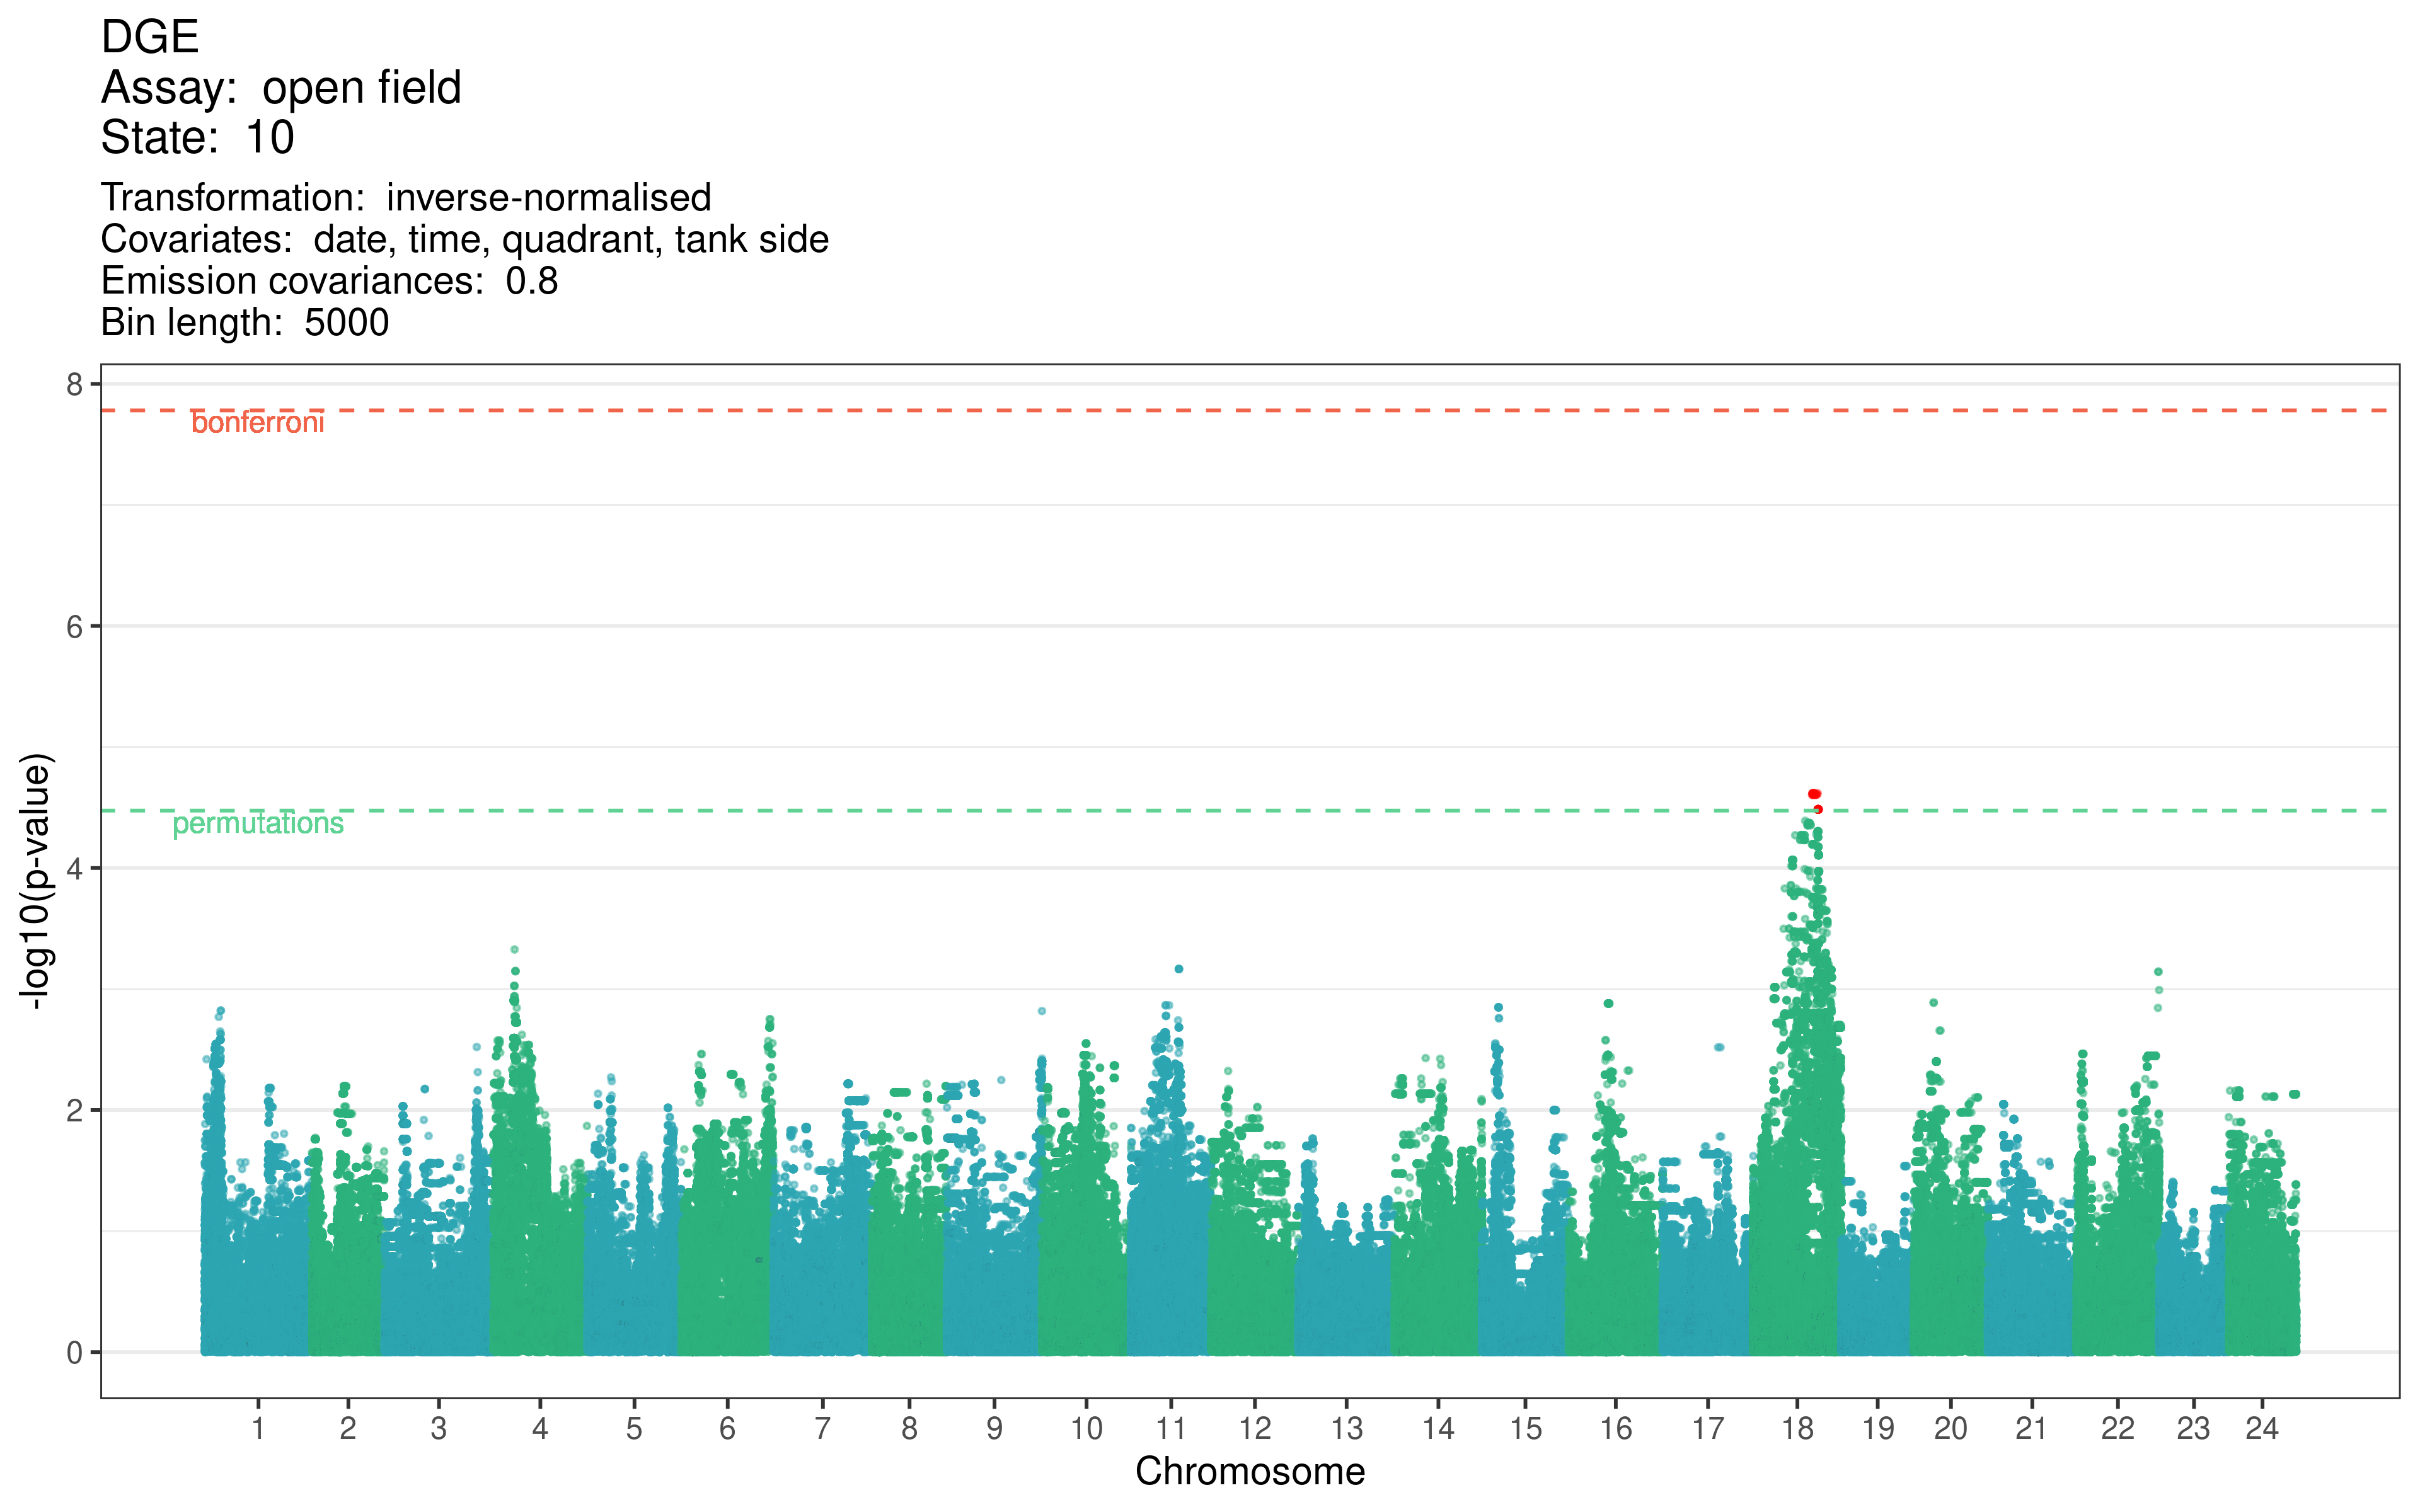 DGE
Assay:  open field
State:  10
Transformation:  inverse-normalised
Covariates:  date, time, quadrant, tank side
Emission covariances:  0.8
Bin length:  5000
8
bonferroni
6
permutations
4
2
0
-log10(p-value)
1 2 3 4 5 6 7 8 9 10 11 12 13 14 15 16 17 18 19 20 21 22 23 24
Chromosome